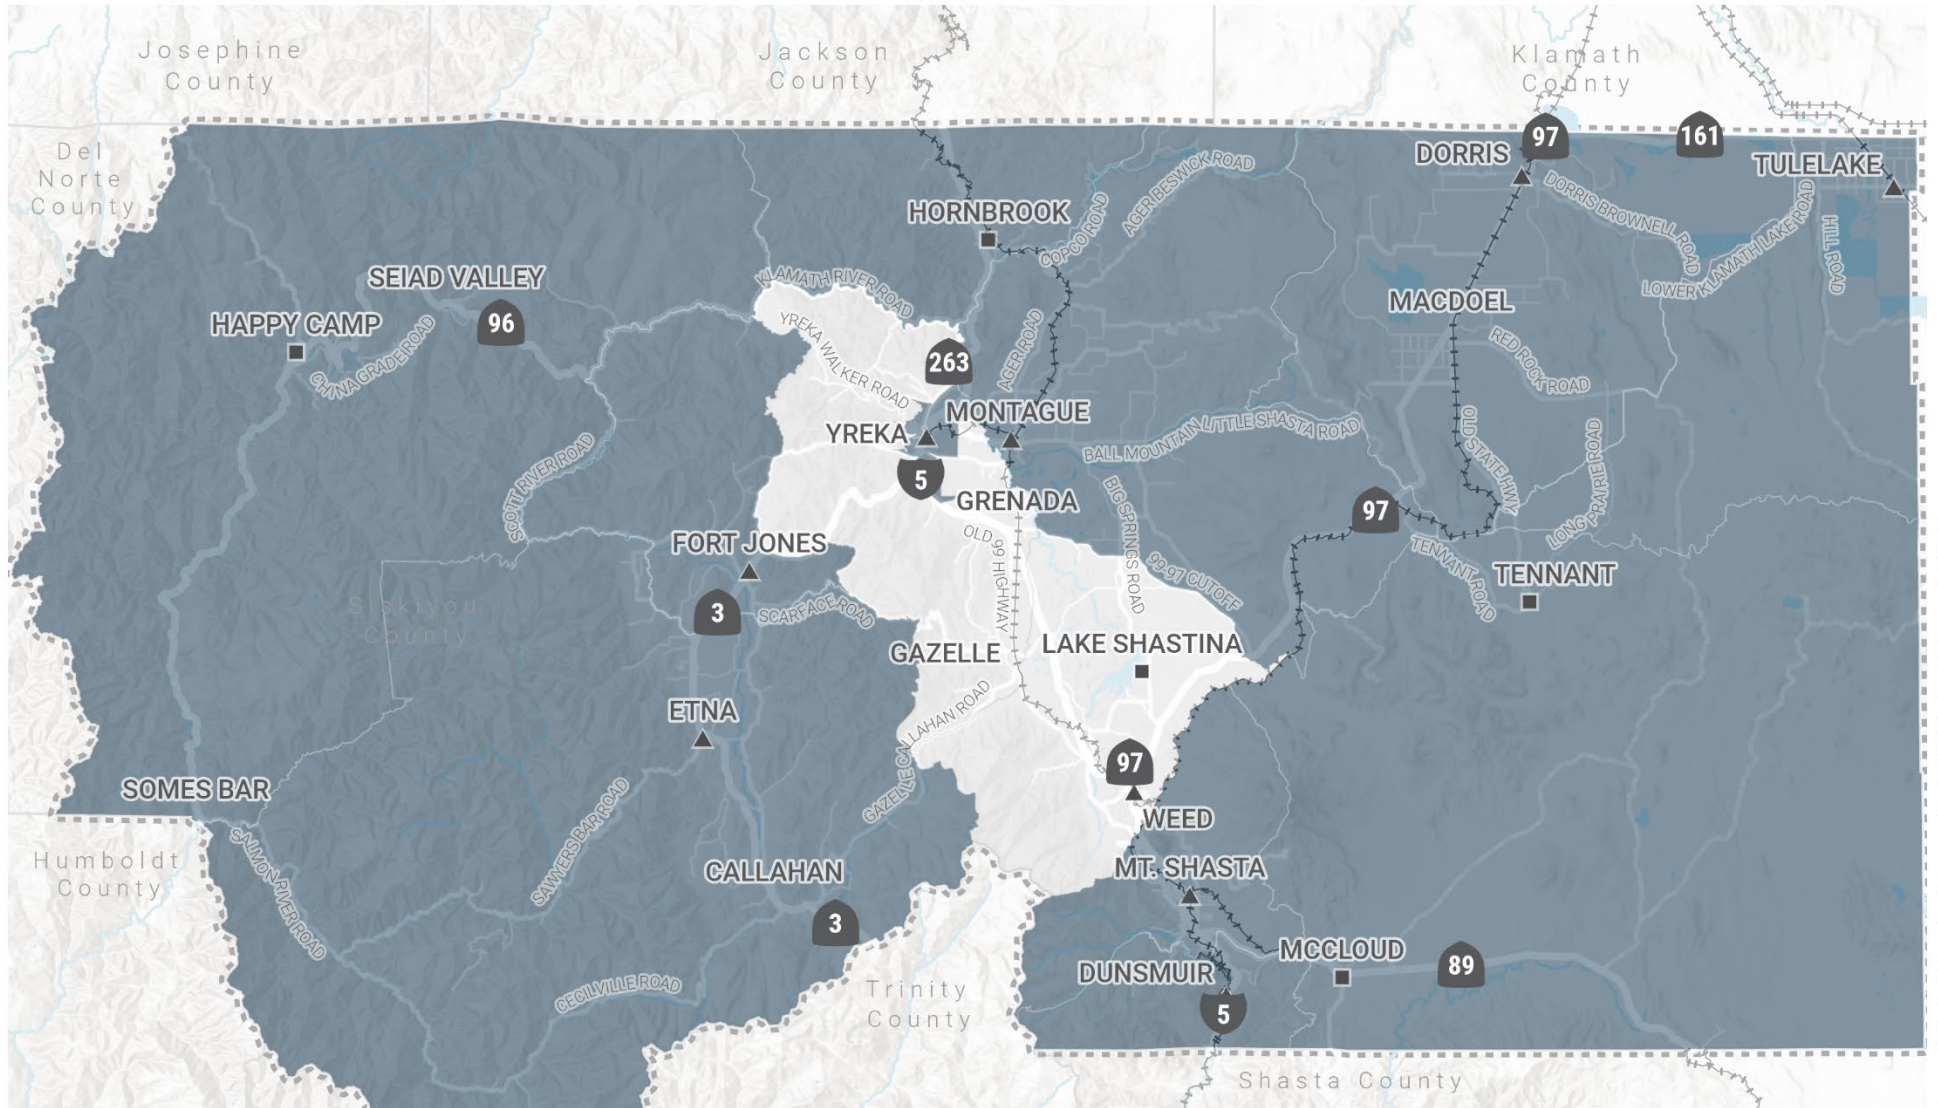 Josephine
County
Jackson
County
Klamath
County
Del
Norte
County
97
161
DORRIS
TULELAKE
HORNBROOK
COPCO ROAD
AGER BESWICK ROAD
DORRIS BROWNELL ROAD
LOWER KLAMATH LAKE ROAD
HILL ROAD
SEIAD VALLEY
KLAMATH RIVER ROAD
MACDOEL
HAPPY CAMP
96
CHINA GRADE ROAD
YREKA WALKER ROAD
263
AGER ROAD
RED ROCK ROAD
MONTAGUE
YREKA
BALL MOUNTAIN LITTLE SHASTA ROAD
OLD STATE HWY
LONG PRAIRIE ROAD
SCOTT RIVER ROAD
5
GRENADA
BIG SPRINGS ROAD
97
FORT JONES
OLD 99 HIGHWAY
99-97 CUTOFF
TENNANT ROAD
TENNANT
Siskiyou
County
3
SCARFACE ROAD
GAZELLE
LAKE SHASTINA
ETNA
GAZELLE CALLAHAN ROAD
97
SOMES BAR
WEED
SALMON RIVER ROAD
SAWYERS BAR ROAD
Humboldt
County
CALLAHAN
MT. SHASTA
3
MCCLOUD
89
DUNSMUIR
CECILVILLE ROAD
Trinity
County
5
Shasta County